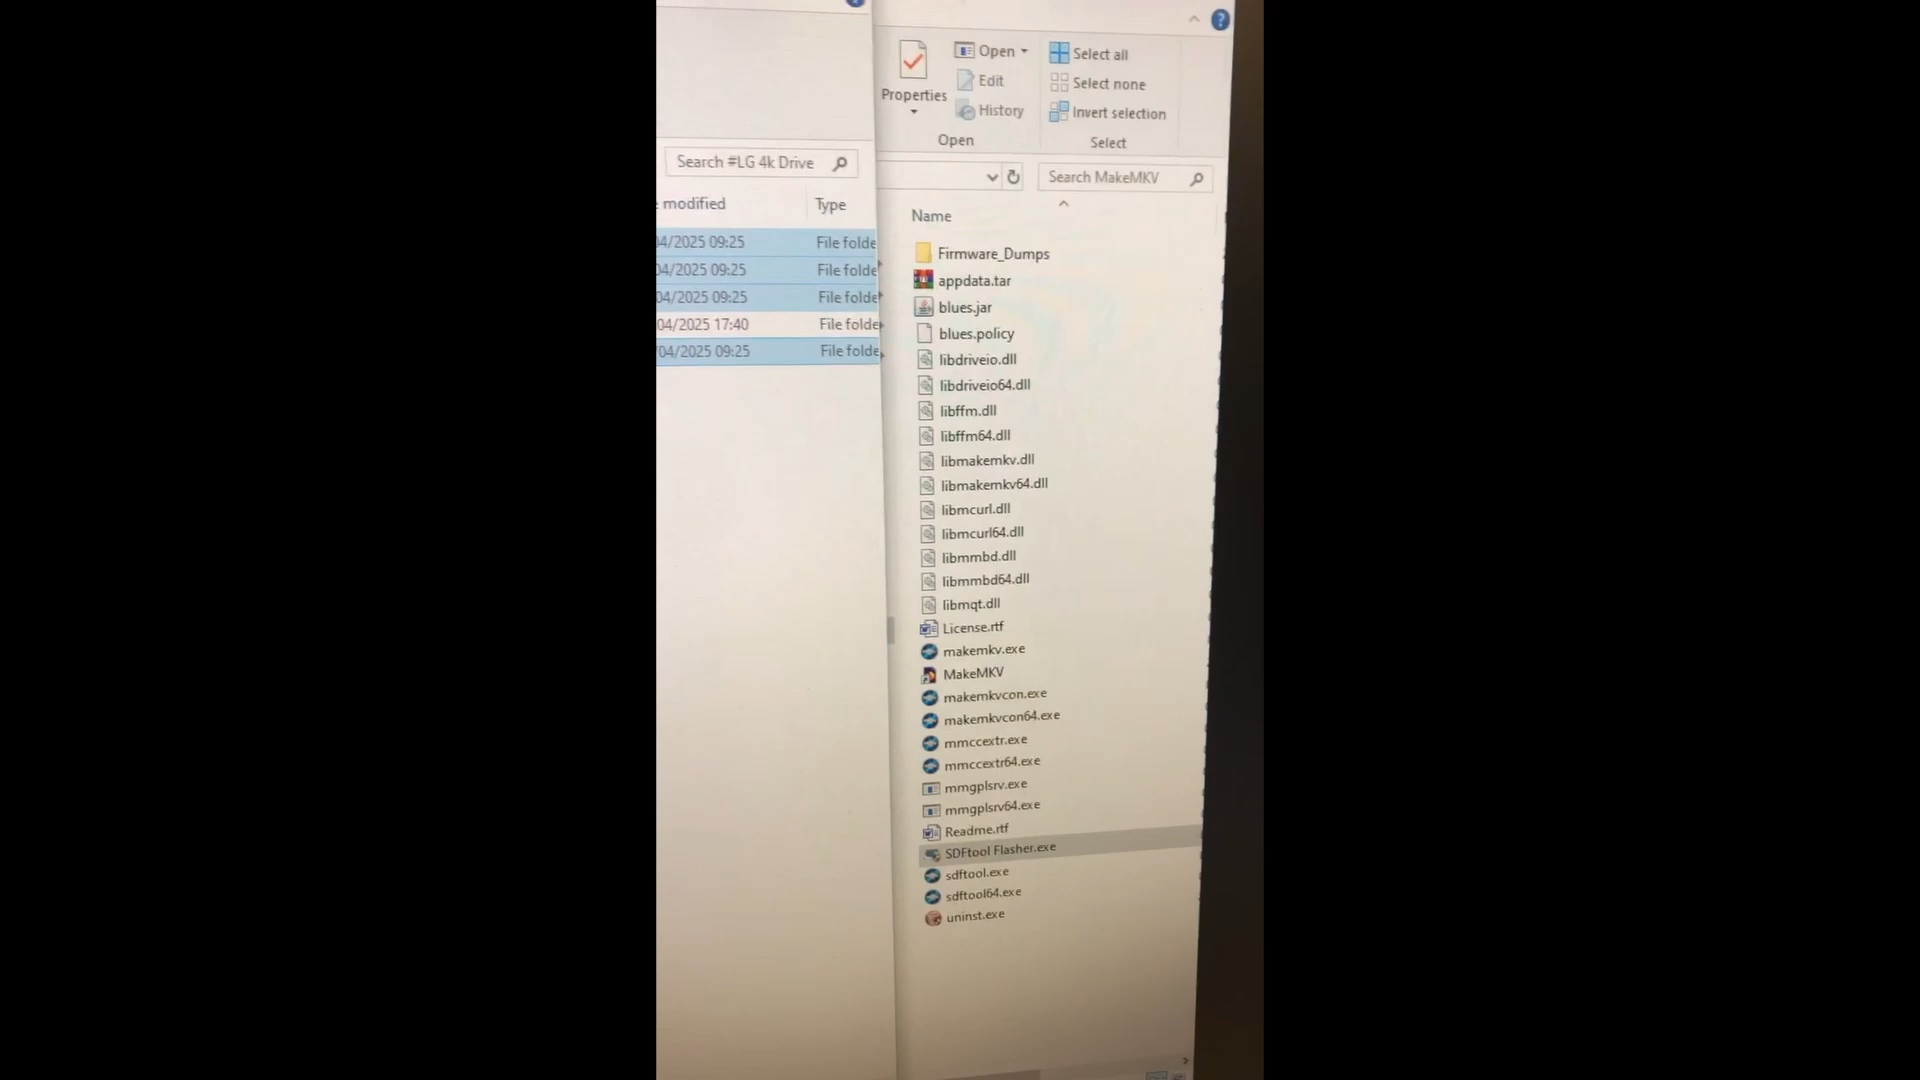 Search #LG 4k Drive
modified
Type
04/2025 09:25
File folde
04/2025 09:25
File folde
04/2025 09:25
File folde
04/2025 17:40
File folde
04/2025 09:25
File folde
Properties
Open
Edit
History
Open
Select all
Select none
Invert selection
Select
Search MakeMKV
Name
Firmware_Dumps
appdata.tar
blues.jar
blues.policy
libdriveio.dll
libdriveio64.dll
libffm.dll
libffm64.dll
libmakemkv.dll
libmakemkv64.dll
libmcurl.dll
libmcurl64.dll
libmmbd.dll
libmmbd64.dll
libmqt.dll
License.rtf
makemkv.exe
MakeMKV
makemkvcon.exe
makemkvcon64.exe
mmccextr.exe
mmccextr64.exe
mmgplsrv.exe
mmgplsrv64.exe
Readme.rtf
SDFtool Flasher.exe
sdftool.exe
sdftool64.exe
uninst.exe